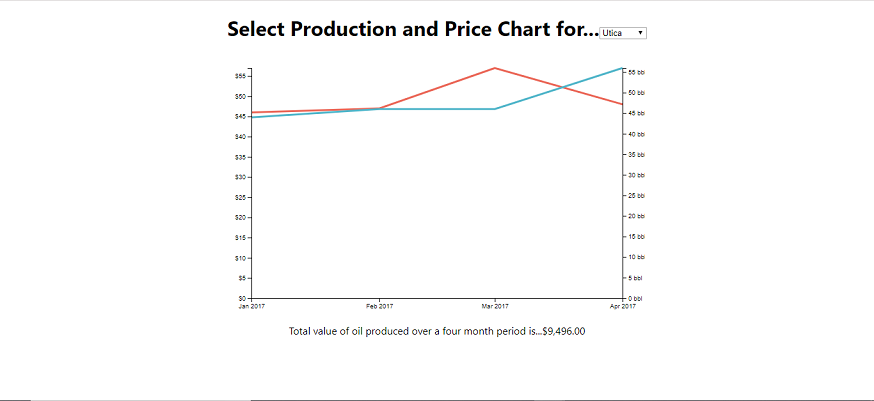 Select Production and Price Chart for... Utica
$55
$50
$45
$40
$35
$30
$25
$20
$15
$10
$5
$0
55 bbl
50 bbl
45 bbl
40 bbl
35 bbl
30 bbl
25 bbl
20 bbl
15 bbl
10 bbl
5 bbl
0 bbl
Jan 2017 Feb 2017 Mar 2017 Apr 2017
Total value of oil produced over a four month period is...$9,496.00